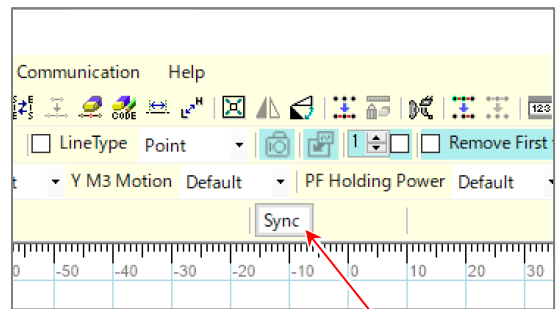 Communication Help
CODE H 123
LineType Point 1 Remove First
Y M3 Motion Default PF Holding Power Default
Sync
0 -50 -40 -30 -20 -10 0 10 20 30